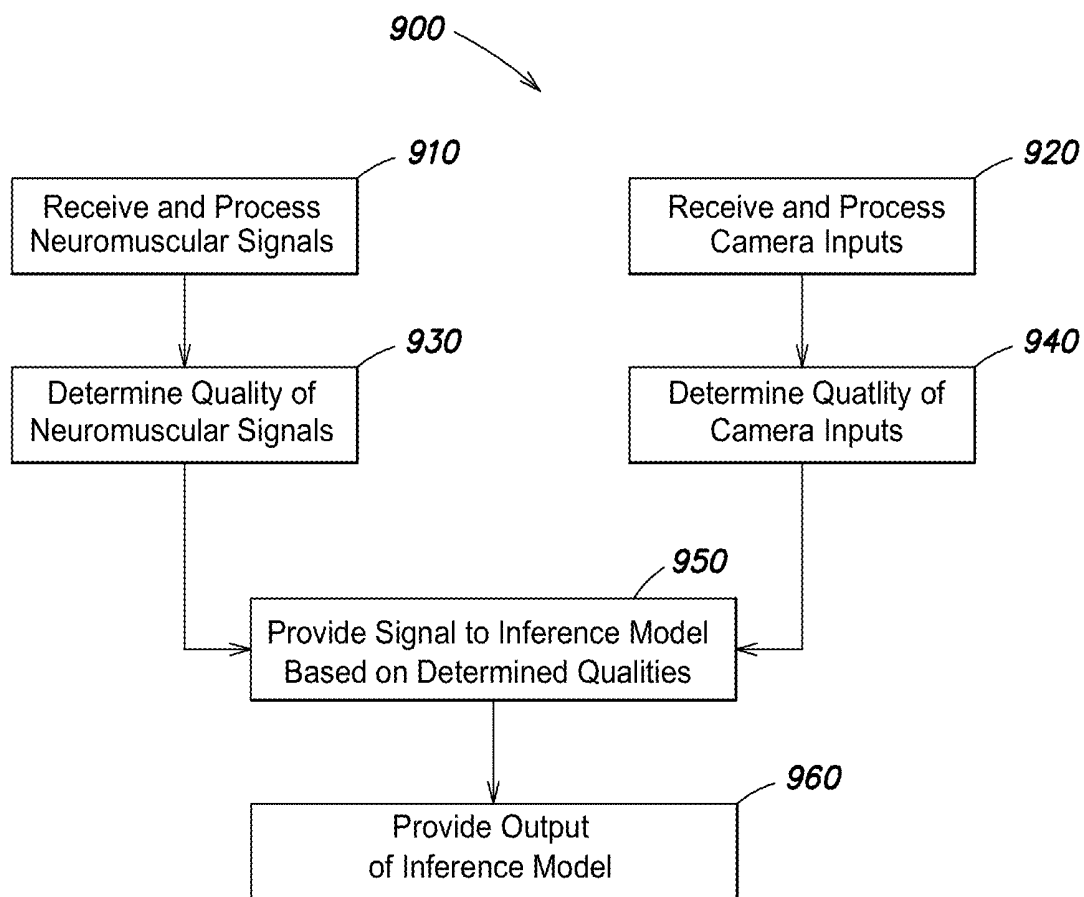 900
910
Receive and Process
Neuromuscular Signals
920
Receive and Process
Camera Inputs
930
Determine Quality of
Neuromuscular Signals
940
Determine Quatlity of
Camera Inputs
950
Provide Signal to Inference Model
Based on Determined Qualities
960
Provide Output
of Inference Model